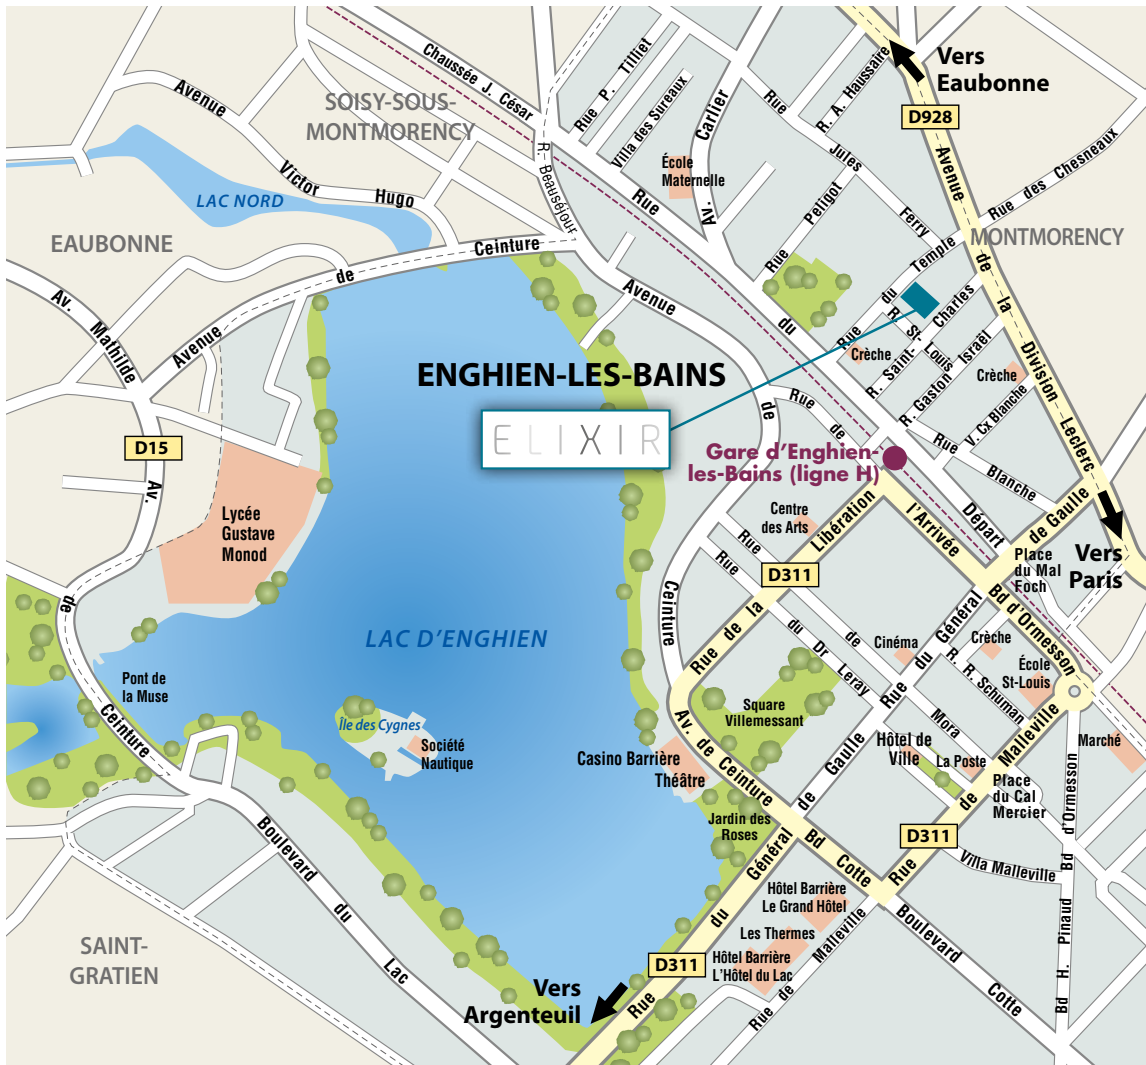 Vers
Eaubonne
D928
Chaussée J. César
Rue P. Tilliet
Villa des Sureaux
Av. Carlier
Rue Jules Ferry
R. A. Haussaire
Avenue de la Division Leclerc
Rue des Chesneaux
SOISY-SOUS-
MONTMORENCY
Avenue Victor Hugo
LAC NORD
R. Beauséjour
École
Maternelle
Rue Peligot
Rue du Temple
MONTMORENCY
EAUBONNE
Avenue de Ceinture
Avenue de Ceinture
Rue du Départ
R. St-Louis
R. Saint-Charles
R. Gaston Israël
Crèche
Crèche
V. Cx Blanche
Rue Blanche
Av. Mathilde
ENGHIEN-LES-BAINS
ELIXIR
Rue de l'Arrivée
Gare d'Enghien-
les-Bains (ligne H)
D15
Av. de Ceinture
Lycée
Gustave
Monod
Centre
des Arts
Rue de la Libération
D311
Rue du Général de Gaulle
Place
du Mal
Foch
Vers
Paris
Bd d'Ormesson
LAC D'ENGHIEN
Rue du Dr Leray
Rue de Mora
Cinéma
Crèche
R. R. Schuman
École
St-Louis
Pont de
la Muse
Île des Cygnes
Société
Nautique
Square
Villemessant
Casino Barrière
Théâtre
Av. de Ceinture
Hôtel de
Ville
La Poste
Rue de Malleville
Marché
Place
du Cal
Mercier
Jardin des
Roses
D311
Villa Malleville
Bd Cotte
Boulevard Cotte
Bd H. Pinaud
Bd d'Ormesson
Boulevard du Lac
Hôtel Barrière
Le Grand Hôtel
Les Thermes
Hôtel Barrière
L'Hôtel du Lac
Rue de Malleville
SAINT-
GRATIEN
D311
Rue du Général de Gaulle
Vers
Argenteuil